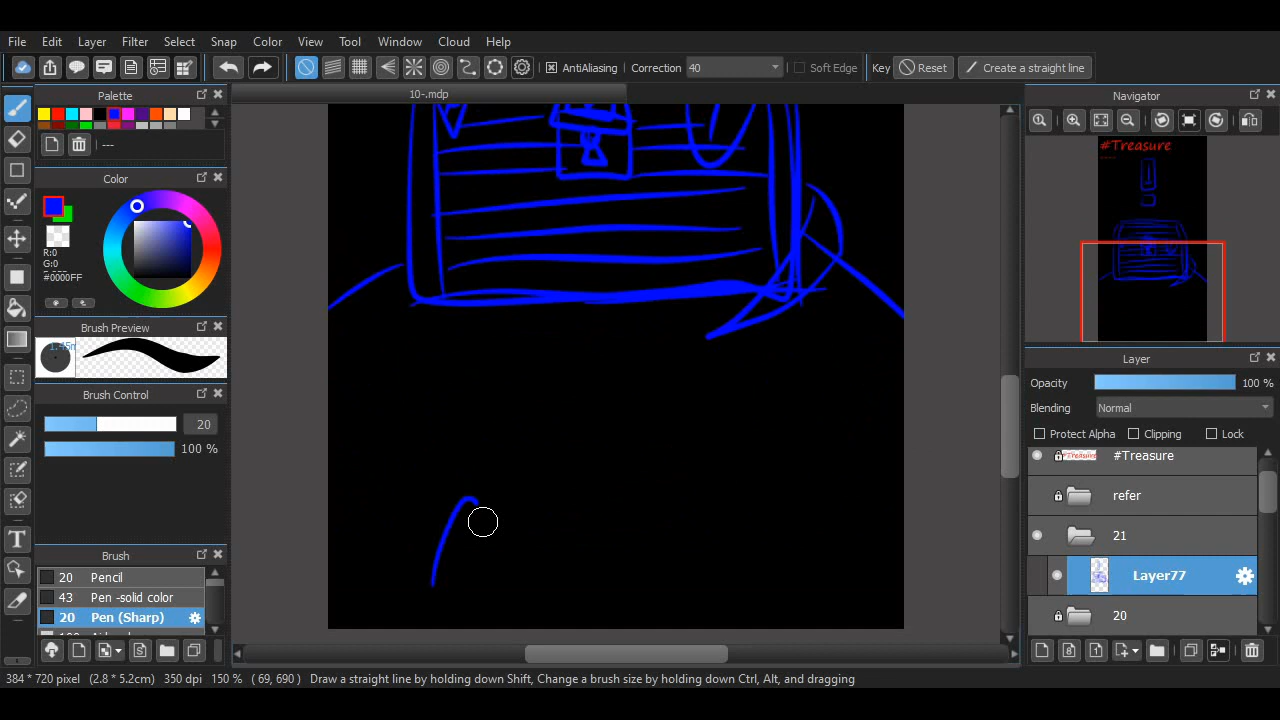 File Edit Layer Filter Select Snap Color View Tool Window Cloud Help
AntiAliasing Correction 40 Soft Edge Key Reset Create a straight line
Palette
---
Color
R:0
G:0
#0000FF
Brush Preview
Brush Control
20
100 %
Brush
20 Pencil
43 Pen -solid color
20 Pen (Sharp)
10-.mdp
Navigator
#Treasure
Layer
Opacity 100 %
Blending Normal
Protect Alpha Clipping Lock
#Treasure
refer
21
Layer77
20
384 * 720 pixel (2.8 * 5.2cm) 350 dpi 150 % ( 69, 690 ) Draw a straight line by holding down Shift, Change a brush size by holding down Ctrl, Alt, and dragging